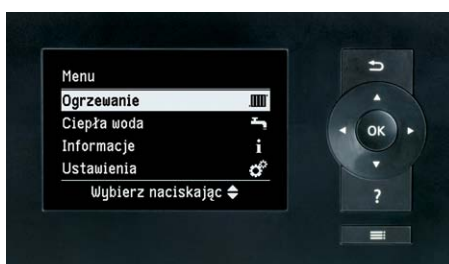 Menu
Ogrzewanie
Ciepła woda
Informacje
i
Ustawienia
Wybierz naciskając
OK
?